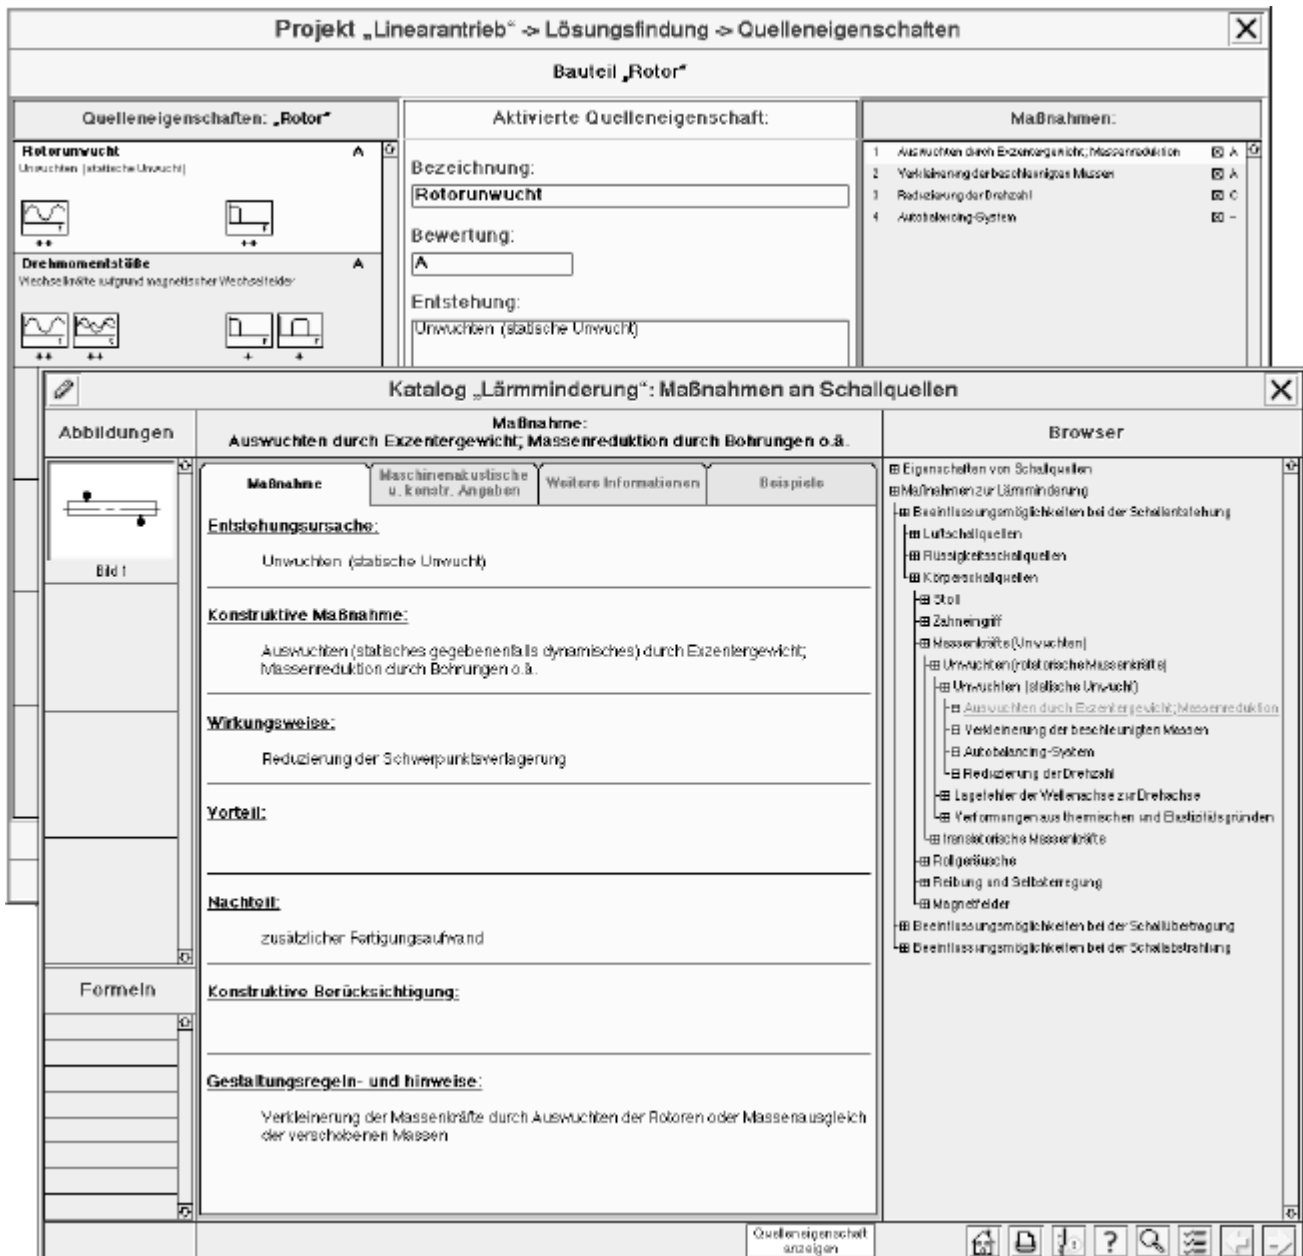 Projekt „Linearantrieb“ -> Lösungsfindung -> Quelleneigenschaften
Bauteil „Rotor“
Quelleneigenschaften: „Rotor“
Rotorunwucht A
Unwuchten (statische Unwucht)
++ ++
Drehmomentstöße A
Wechselkräfte aufgrund magnetischer Wechselfelder
++ ++ + +
Aktivierte Quelleneigenschaft:
Bezeichnung:
Rotorunwucht
Bewertung:
A
Entstehung:
Unwuchten (statische Unwucht)
Maßnahmen:
1 Auswuchten durch Exzentergewicht; Massenreduktion A
2 Verkleinerung der beschleunigten Massen A
3 Reduzierung der Drehzahl C
4 Autobalancing-System -
Katalog „Lärmminderung“: Maßnahmen an Schallquellen
Abbildungen
Bild 1
Formeln
Maßnahme:
Auswuchten durch Exzentergewicht; Massenreduktion durch Bohrungen o.ä.
Maßnahme
Maschinenakustische
u. konstr. Angaben
Weitere Informationen
Beispiele
Entstehungsursache:
Unwuchten (statische Unwucht)
Konstruktive Maßnahme:
Auswuchten (statisches gegebenenfalls dynamisches) durch Exzentergewicht;
Massenreduktion durch Bohrungen o.ä.
Wirkungsweise:
Reduzierung der Schwerpunktsverlagerung
Vorteil:
Nachteil:
zusätzlicher Fertigungsaufwand
Konstruktive Berücksichtigung:
Gestaltungsregeln- und hinweise:
Verkleinerung der Massenkräfte durch Auswuchten der Rotoren oder Massenausgleich
der verschobenen Massen
Browser
Eigenschaften von Schallquellen
Maßnahmen zur Lärmminderung
Beeinflussungsmöglichkeiten bei der Schallentstehung
Luftschallquellen
Flüssigkeitsschallquellen
Körperschallquellen
Stoß
Zahneingriff
Massenkräfte (Unwuchten)
Unwuchten (rotatorische Massenkräfte)
Unwuchten (statische Unwucht)
Auswuchten durch Exzentergewicht; Massenreduktion
Verkleinerung der beschleunigten Massen
Autobalancing-System
Reduzierung der Drehzahl
Lagefehler der Wellenachse zur Drehachse
Verformungen aus thermischen und Elastizitätsgründen
translatorische Massenkräfte
Rollgeräusche
Reibung und Selbsterregung
Magnetfelder
Beeinflussungsmöglichkeiten bei der Schallübertragung
Beeinflussungsmöglichkeiten bei der Schallabstrahlung
Quelleneigenschaft
anzeigen
?